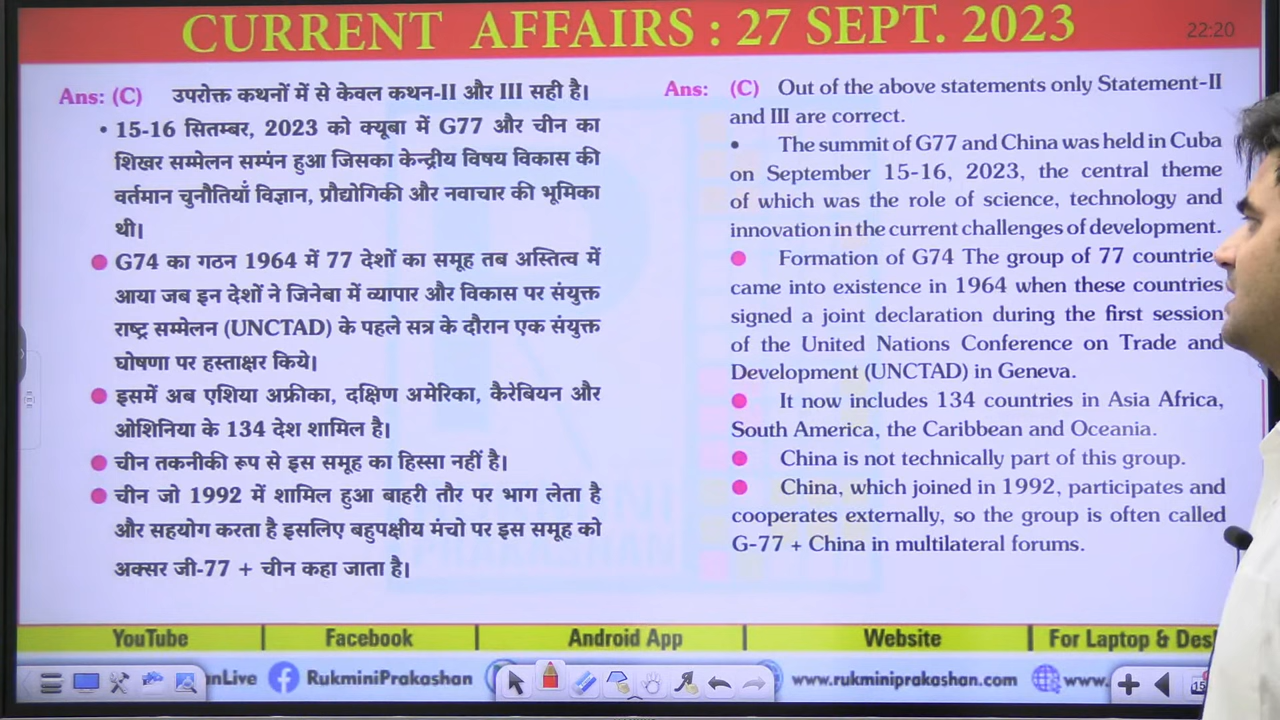 CURRENT AFFAIRS : 27 SEPT. 2023
22:20
Ans: (C) उपरोक्त कथनों में से केवल कथन-II और III सही है।
• 15-16 सितम्बर, 2023 को क्यूबा में G77 और चीन का
शिखर सम्मेलन सम्पंन हुआ जिसका केन्द्रीय विषय विकास की
वर्तमान चुनौतियाँ विज्ञान, प्रौद्योगिकी और नवाचार की भूमिका
थी।
● G74 का गठन 1964 में 77 देशों का समूह तब अस्तित्व में
आया जब इन देशों ने जिनेबा में व्यापार और विकास पर संयुक्त
राष्ट्र सम्मेलन (UNCTAD) के पहले सत्र के दौरान एक संयुक्त
घोषणा पर हस्ताक्षर किये।
● इसमें अब एशिया अफ्रीका, दक्षिण अमेरिका, कैरेबियन और
ओशिनिया के 134 देश शामिल है।
● चीन तकनीकी रूप से इस समूह का हिस्सा नहीं है।
● चीन जो 1992 में शामिल हुआ बाहरी तौर पर भाग लेता है
और सहयोग करता है इसलिए बहुपक्षीय मंचो पर इस समूह को
अक्सर जी-77 + चीन कहा जाता है।
Ans: (C) Out of the above statements only Statement-II
and III are correct.
• The summit of G77 and China was held in Cuba
on September 15-16, 2023, the central theme
of which was the role of science, technology and
innovation in the current challenges of development.
● Formation of G74 The group of 77 countrie
came into existence in 1964 when these countries
signed a joint declaration during the first session
of the United Nations Conference on Trade and
Development (UNCTAD) in Geneva.
● It now includes 134 countries in Asia Africa,
South America, the Caribbean and Oceania.
● China is not technically part of this group.
● China, which joined in 1992, participates and
cooperates externally, so the group is often called
G-77 + China in multilateral forums.
YouTube | Facebook | Android App | Website | For Laptop & Des
nLive RukminiPrakashan www.rukminiprakashan.com www.